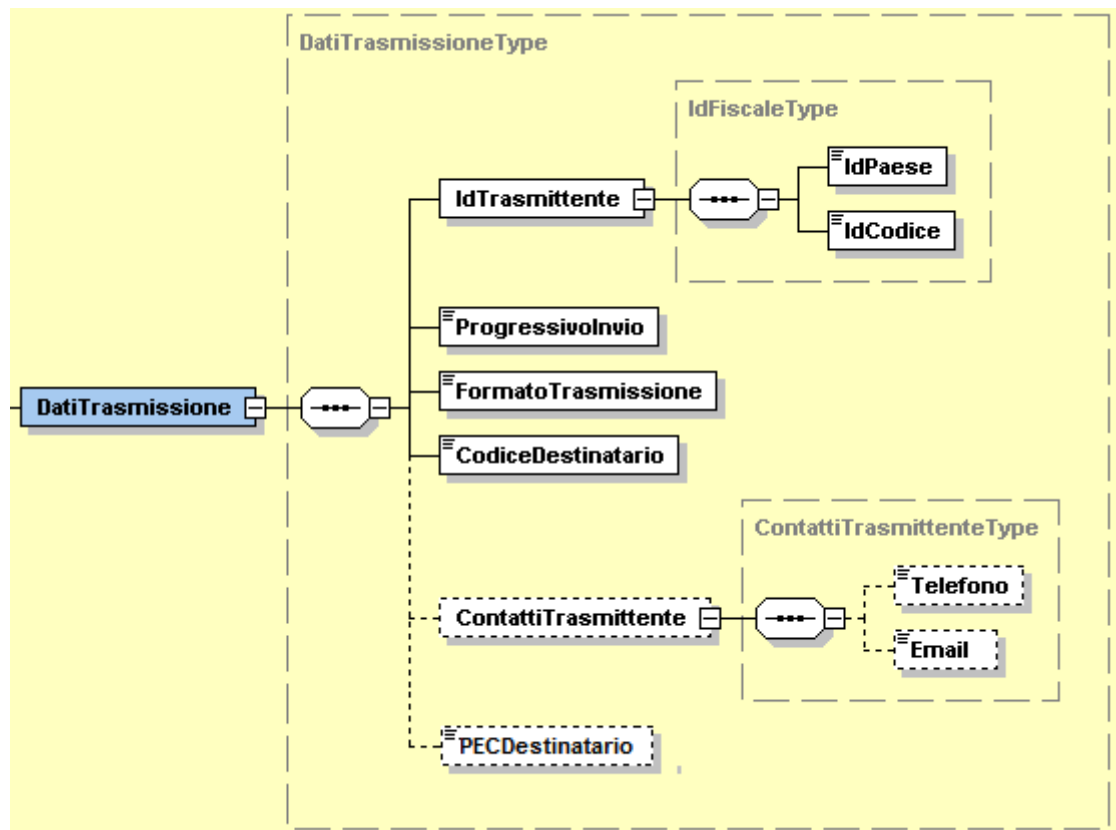 DatiTrasmissioneType
IdFiscaleType
IdPaese
IdTrasmittente
IdCodice
ProgressivoInvio
FormatoTrasmissione
DatiTrasmissione
CodiceDestinatario
ContattiTrasmittenteType
Telefono
ContattiTrasmittente
Email
PECDestinatario